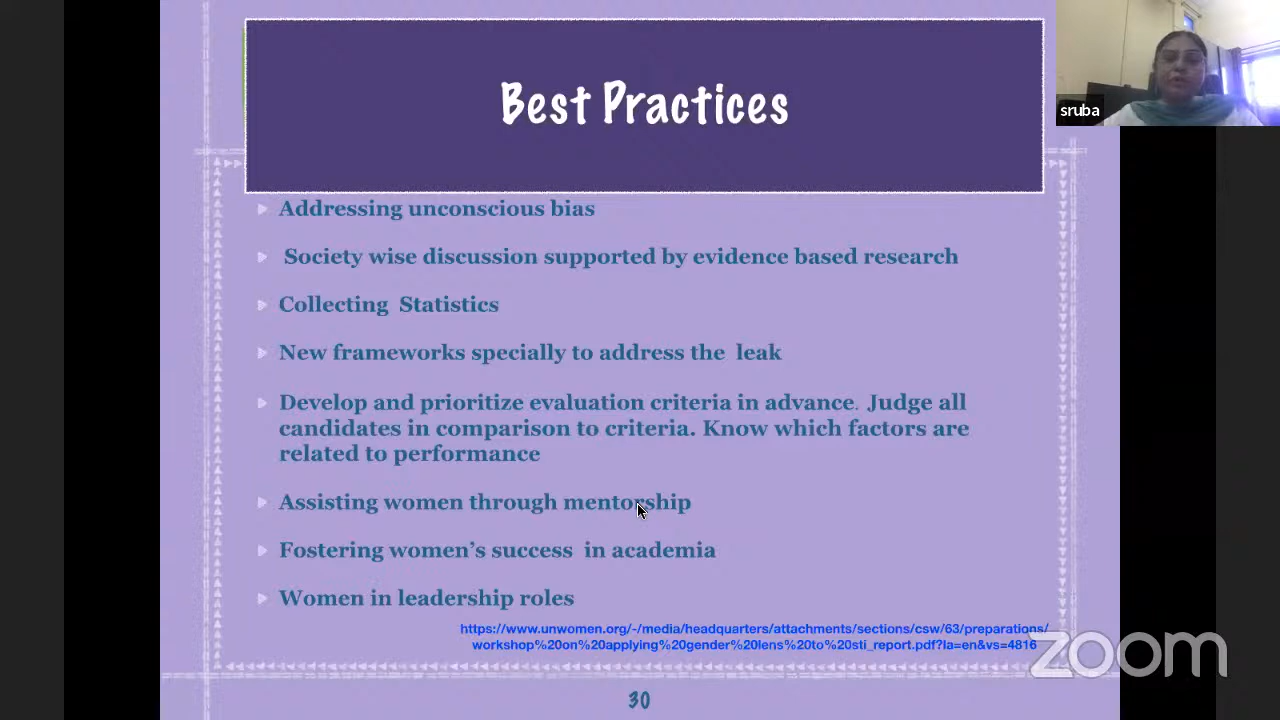 Best Practices
sruba
Addressing unconscious bias
Society wise discussion supported by evidence based research
Collecting Statistics
New frameworks specially to address the leak
Develop and prioritize evaluation criteria in advance. Judge all
candidates in comparison to criteria. Know which factors are
related to performance
Assisting women through mentorship
Fostering women's success in academia
Women in leadership roles
https://www.unwomen.org/-/media/headquarters/attachments/sections/csw/63/preparations/
workshop%20on%20applying%20gender%20lens%20to%20sti_report.pdf?la=en&vs=4816
zoom
30